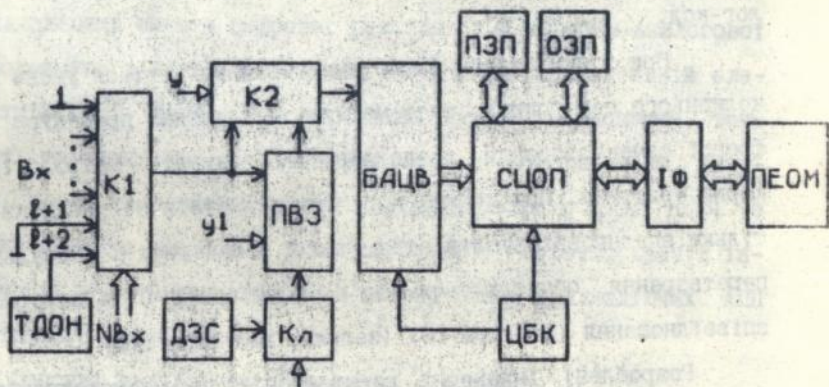 ПЗП ОЗП
у К2
1
Вх К1 БАЦВ СЦОП ІФ ПЕОМ
ПВЗ
у1
ℓ+1
ℓ+2
ТДОН NВх ДЗС Кл ЦБК